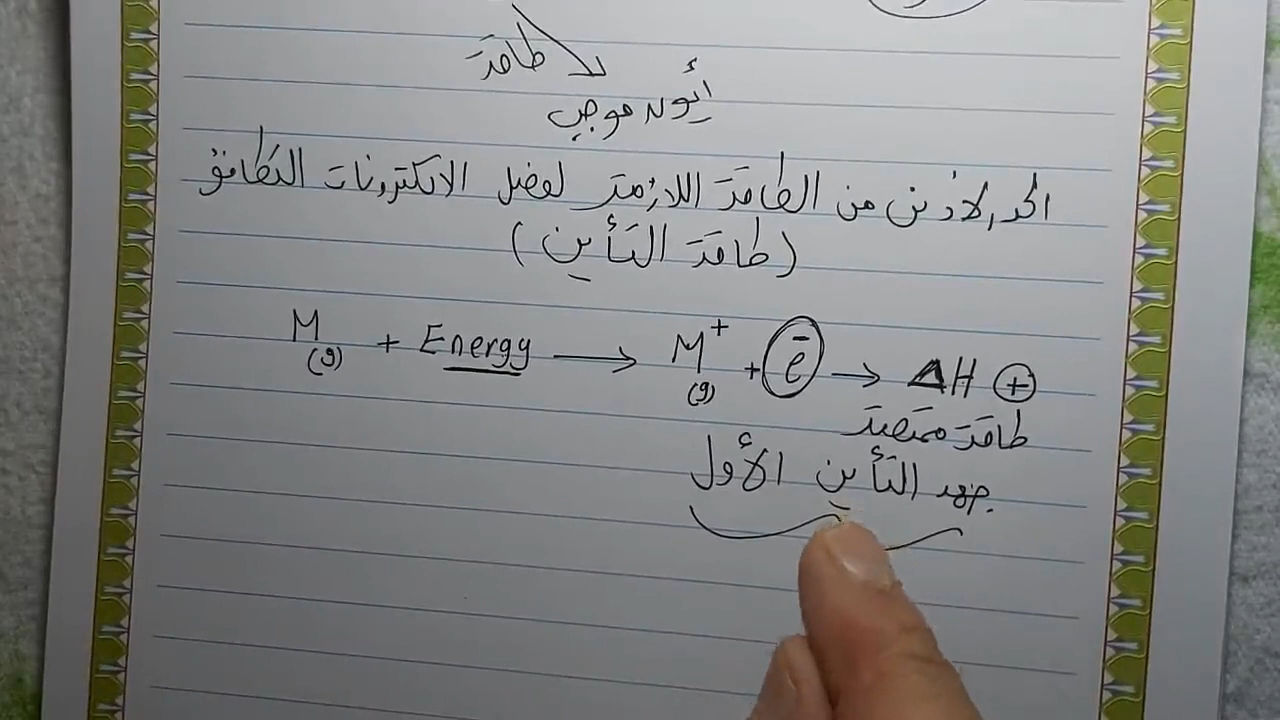 لا طاقة
أيون موجب
الحد الأدنى من الطاقة اللازمة لفصل الالكترونات
(طاقة التأين)
M(g) + Energy → M⁺(g) + e⁻ → ΔH ⊕
طاقة ممتصة
جهد التأين الأول